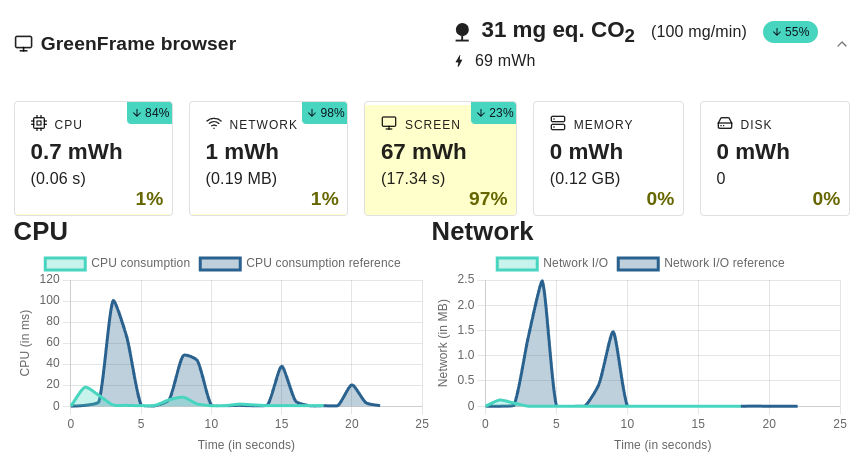 GreenFrame browser
31 mg eq. CO2 (100 mg/min) 55%
69 mWh
CPU 84%
0.7 mWh
(0.06 s)
1%
NETWORK 98%
1 mWh
(0.19 MB)
1%
SCREEN 23%
67 mWh
(17.34 s)
97%
MEMORY
0 mWh
(0.12 GB)
0%
DISK
0 mWh
0
0%
CPU
CPU consumption CPU consumption reference
CPU (in ms)
120
100
80
60
40
20
0
0 5 10 15 20 25
Time (in seconds)
Network
Network I/O Network I/O reference
Network (in MB)
2.5
2.0
1.5
1.0
0.5
0
0 5 10 15 20 25
Time (in seconds)